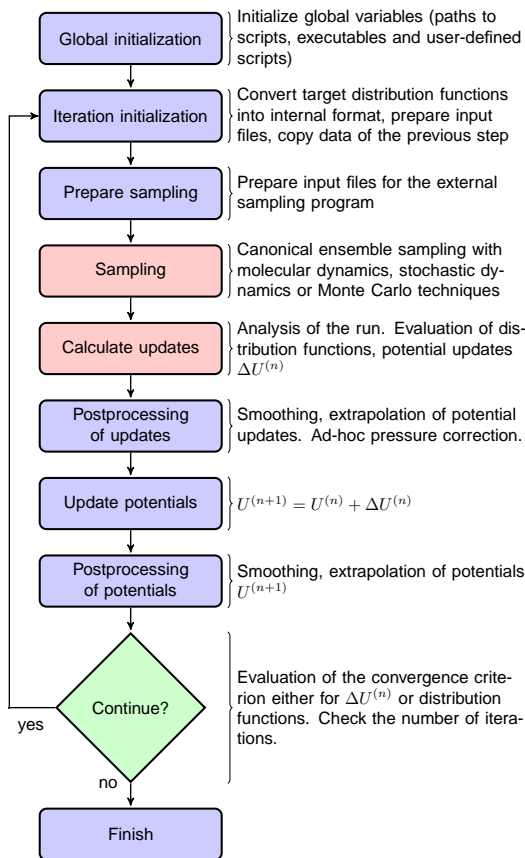 Global initialization
Initialize global variables (paths to
scripts, executables and user-defined
scripts)
Iteration initialization
Convert target distribution functions
into internal format, prepare input
files, copy data of the previous step
Prepare sampling
Prepare input files for the external
sampling program
Sampling
Canonical ensemble sampling with
molecular dynamics, stochastic dy-
namics or Monte Carlo techniques
Calculate updates
Analysis of the run. Evaluation of dis-
tribution functions, potential updates
ΔU^(n)
Postprocessing
of updates
Smoothing, extrapolation of potential
updates. Ad-hoc pressure correction.
Update potentials
U^(n+1) = U^(n) + ΔU^(n)
Postprocessing
of potentials
Smoothing, extrapolation of potentials
U^(n+1)
Continue?
Evaluation of the convergence crite-
rion either for ΔU^(n) or distribution
functions. Check the number of itera-
tions.
yes
no
Finish